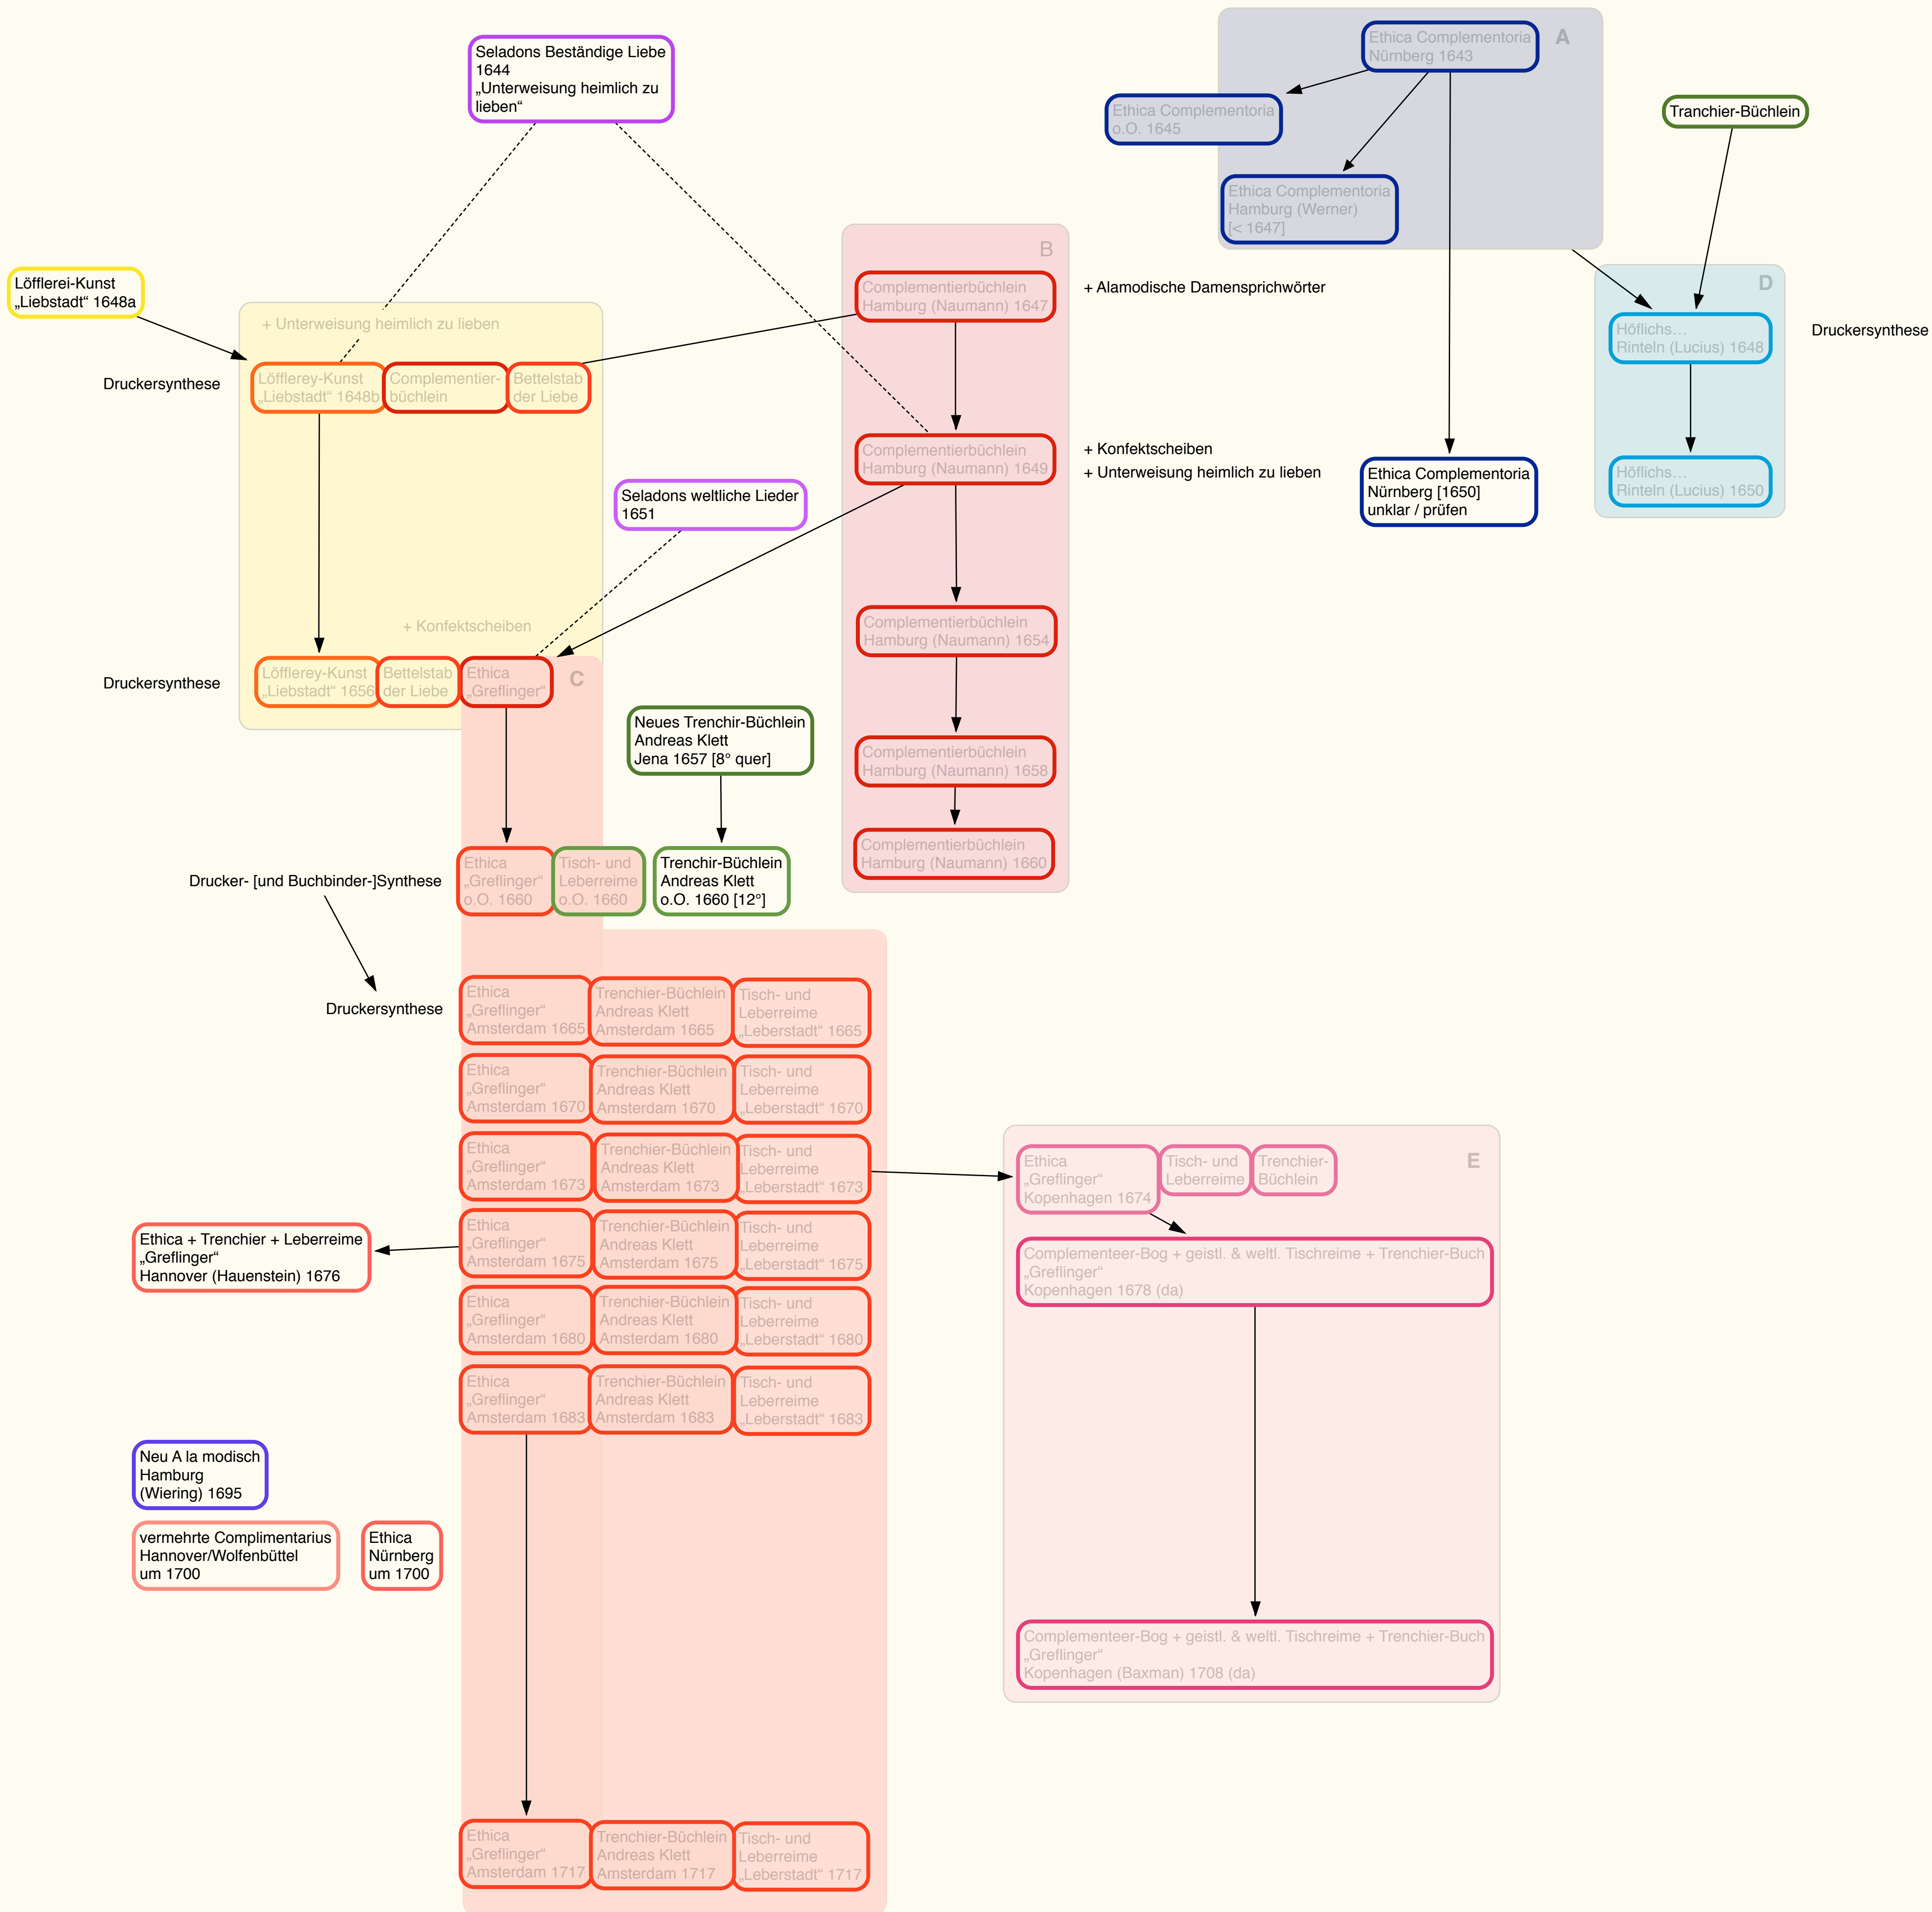 Seladons Beständige Liebe
1644
„Unterweisung heimlich zu
lieben“
A
Ethica Complementoria
Nürnberg 1643
Ethica Complementoria
o.O. 1645
Ethica Complementoria
Hamburg (Werner)
[< 1647]
Tranchier-Büchlein
B
Complementierbüchlein
Hamburg (Naumann) 1647
+ Alamodische Damensprichwörter
D
Höflichs...
Rinteln (Lucius) 1648
Druckersynthese
Höflichs...
Rinteln (Lucius) 1650
Löfflerei-Kunst
„Liebstadt“ 1648a
+ Unterweisung heimlich zu lieben
Druckersynthese
Löfflerey-Kunst
„Liebstadt“ 1648b
Complementier-
büchlein
Bettelstab
der Liebe
Complementierbüchlein
Hamburg (Naumann) 1649
+ Konfektscheiben
+ Unterweisung heimlich zu lieben
Ethica Complementoria
Nürnberg [1650]
unklar / prüfen
Seladons weltliche Lieder
1651
Complementierbüchlein
Hamburg (Naumann) 1654
+ Konfektscheiben
Druckersynthese
Löfflerey-Kunst
„Liebstadt“ 1656
Bettelstab
der Liebe
Ethica
„Greflinger“
C
Neues Trenchir-Büchlein
Andreas Klett
Jena 1657 [8° quer]
Complementierbüchlein
Hamburg (Naumann) 1658
Complementierbüchlein
Hamburg (Naumann) 1660
Drucker- [und Buchbinder-]Synthese
Ethica
„Greflinger“
o.O. 1660
Tisch- und
Leberreime
o.O. 1660
Trenchir-Büchlein
Andreas Klett
o.O. 1660 [12°]
Druckersynthese
Ethica
„Greflinger“
Amsterdam 1665
Trenchier-Büchlein
Andreas Klett
Amsterdam 1665
Tisch- und
Leberreime
„Leberstadt“ 1665
Ethica
„Greflinger“
Amsterdam 1670
Trenchier-Büchlein
Andreas Klett
Amsterdam 1670
Tisch- und
Leberreime
„Leberstadt“ 1670
Ethica
„Greflinger“
Amsterdam 1673
Trenchier-Büchlein
Andreas Klett
Amsterdam 1673
Tisch- und
Leberreime
„Leberstadt“ 1673
E
Ethica
„Greflinger“
Kopenhagen 1674
Tisch- und
Leberreime
Trenchier-
Büchlein
Ethica + Trenchier + Leberreime
„Greflinger“
Hannover (Hauenstein) 1676
Ethica
„Greflinger“
Amsterdam 1675
Trenchier-Büchlein
Andreas Klett
Amsterdam 1675
Tisch- und
Leberreime
„Leberstadt“ 1675
Complementeer-Bog + geistl. & weltl. Tischreime + Trenchier-Buch
„Greflinger“
Kopenhagen 1678 (da)
Ethica
„Greflinger“
Amsterdam 1680
Trenchier-Büchlein
Andreas Klett
Amsterdam 1680
Tisch- und
Leberreime
„Leberstadt“ 1680
Ethica
„Greflinger“
Amsterdam 1683
Trenchier-Büchlein
Andreas Klett
Amsterdam 1683
Tisch- und
Leberreime
„Leberstadt“ 1683
Neu A la modisch
Hamburg
(Wiering) 1695
vermehrte Complimentarius
Hannover/Wolfenbüttel
um 1700
Ethica
Nürnberg
um 1700
Complementeer-Bog + geistl. & weltl. Tischreime + Trenchier-Buch
„Greflinger“
Kopenhagen (Baxman) 1708 (da)
Ethica
„Greflinger“
Amsterdam 1717
Trenchier-Büchlein
Andreas Klett
Amsterdam 1717
Tisch- und
Leberreime
„Leberstadt“ 1717